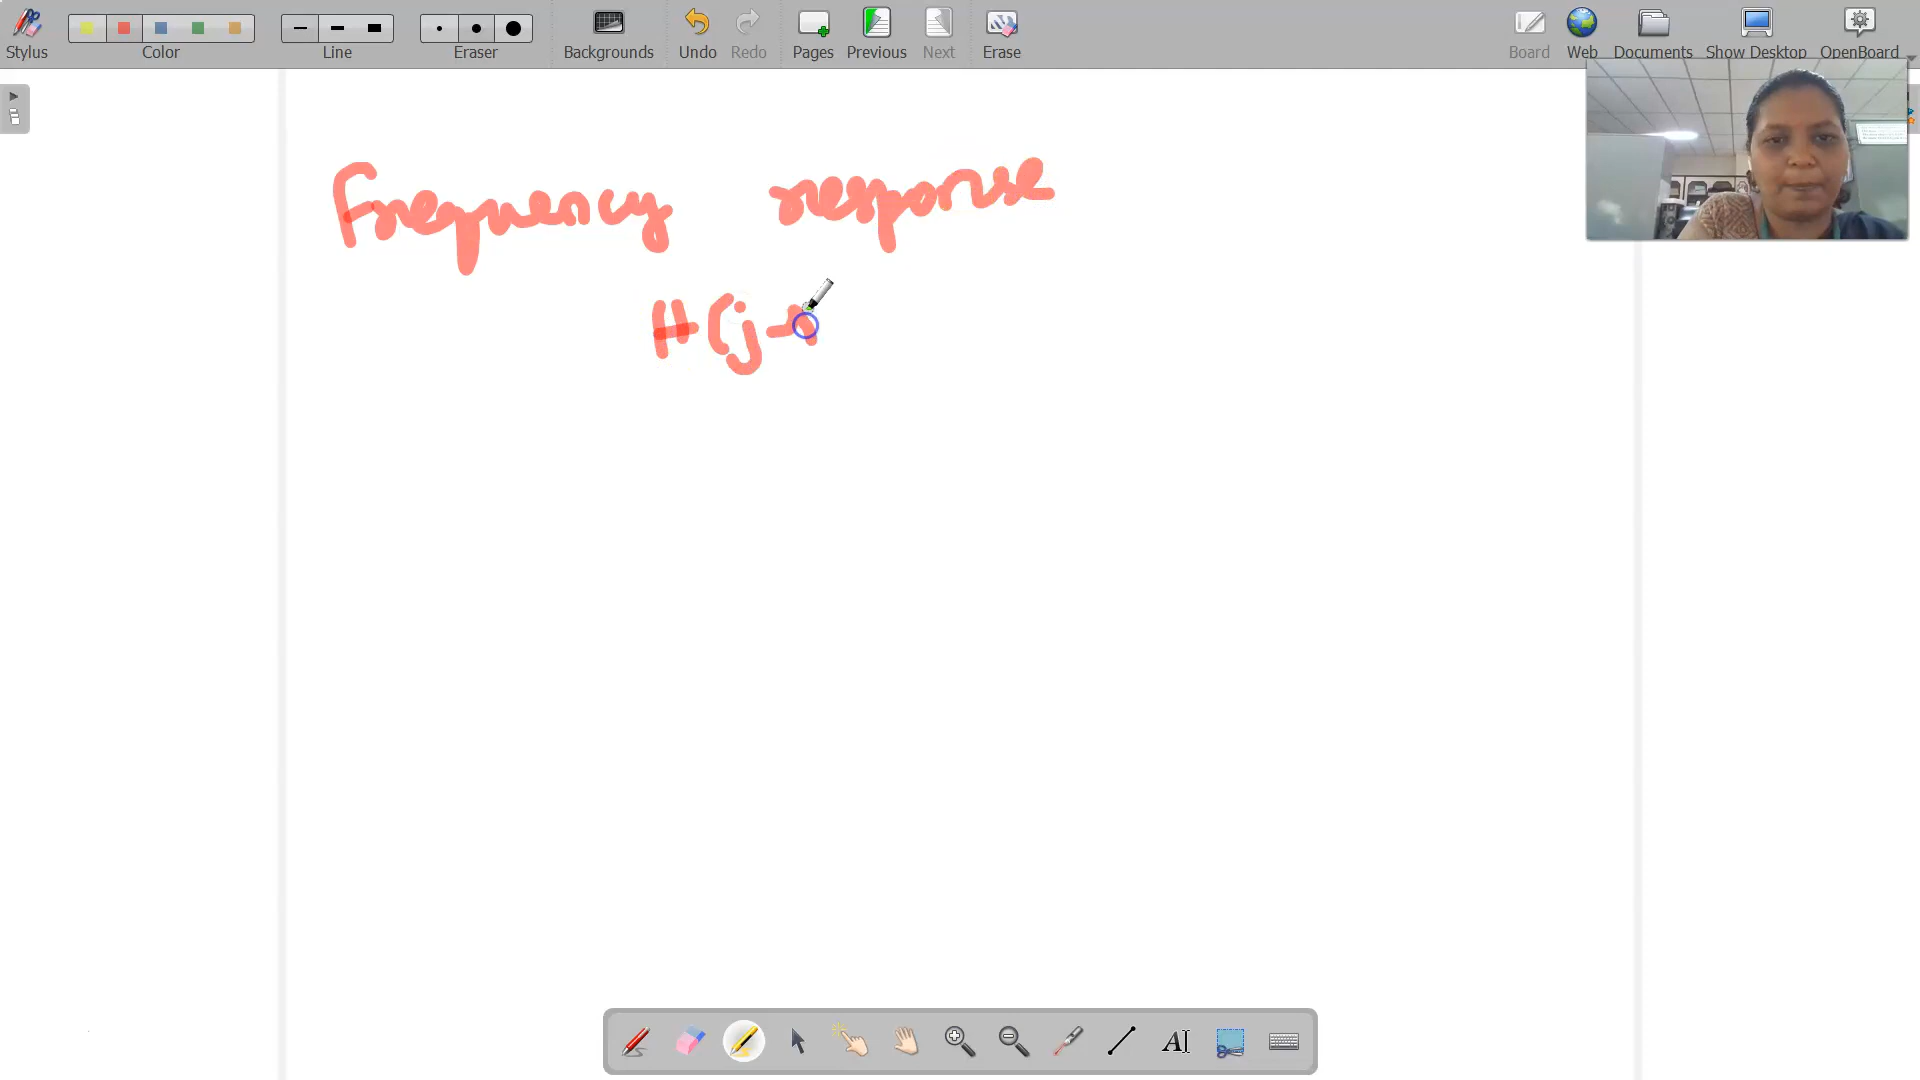 Stylus Color Line Eraser Backgrounds Undo Redo Pages Previous Next Erase Board Web Documents Show Desktop OpenBoard
Frequency response
H(j
AI